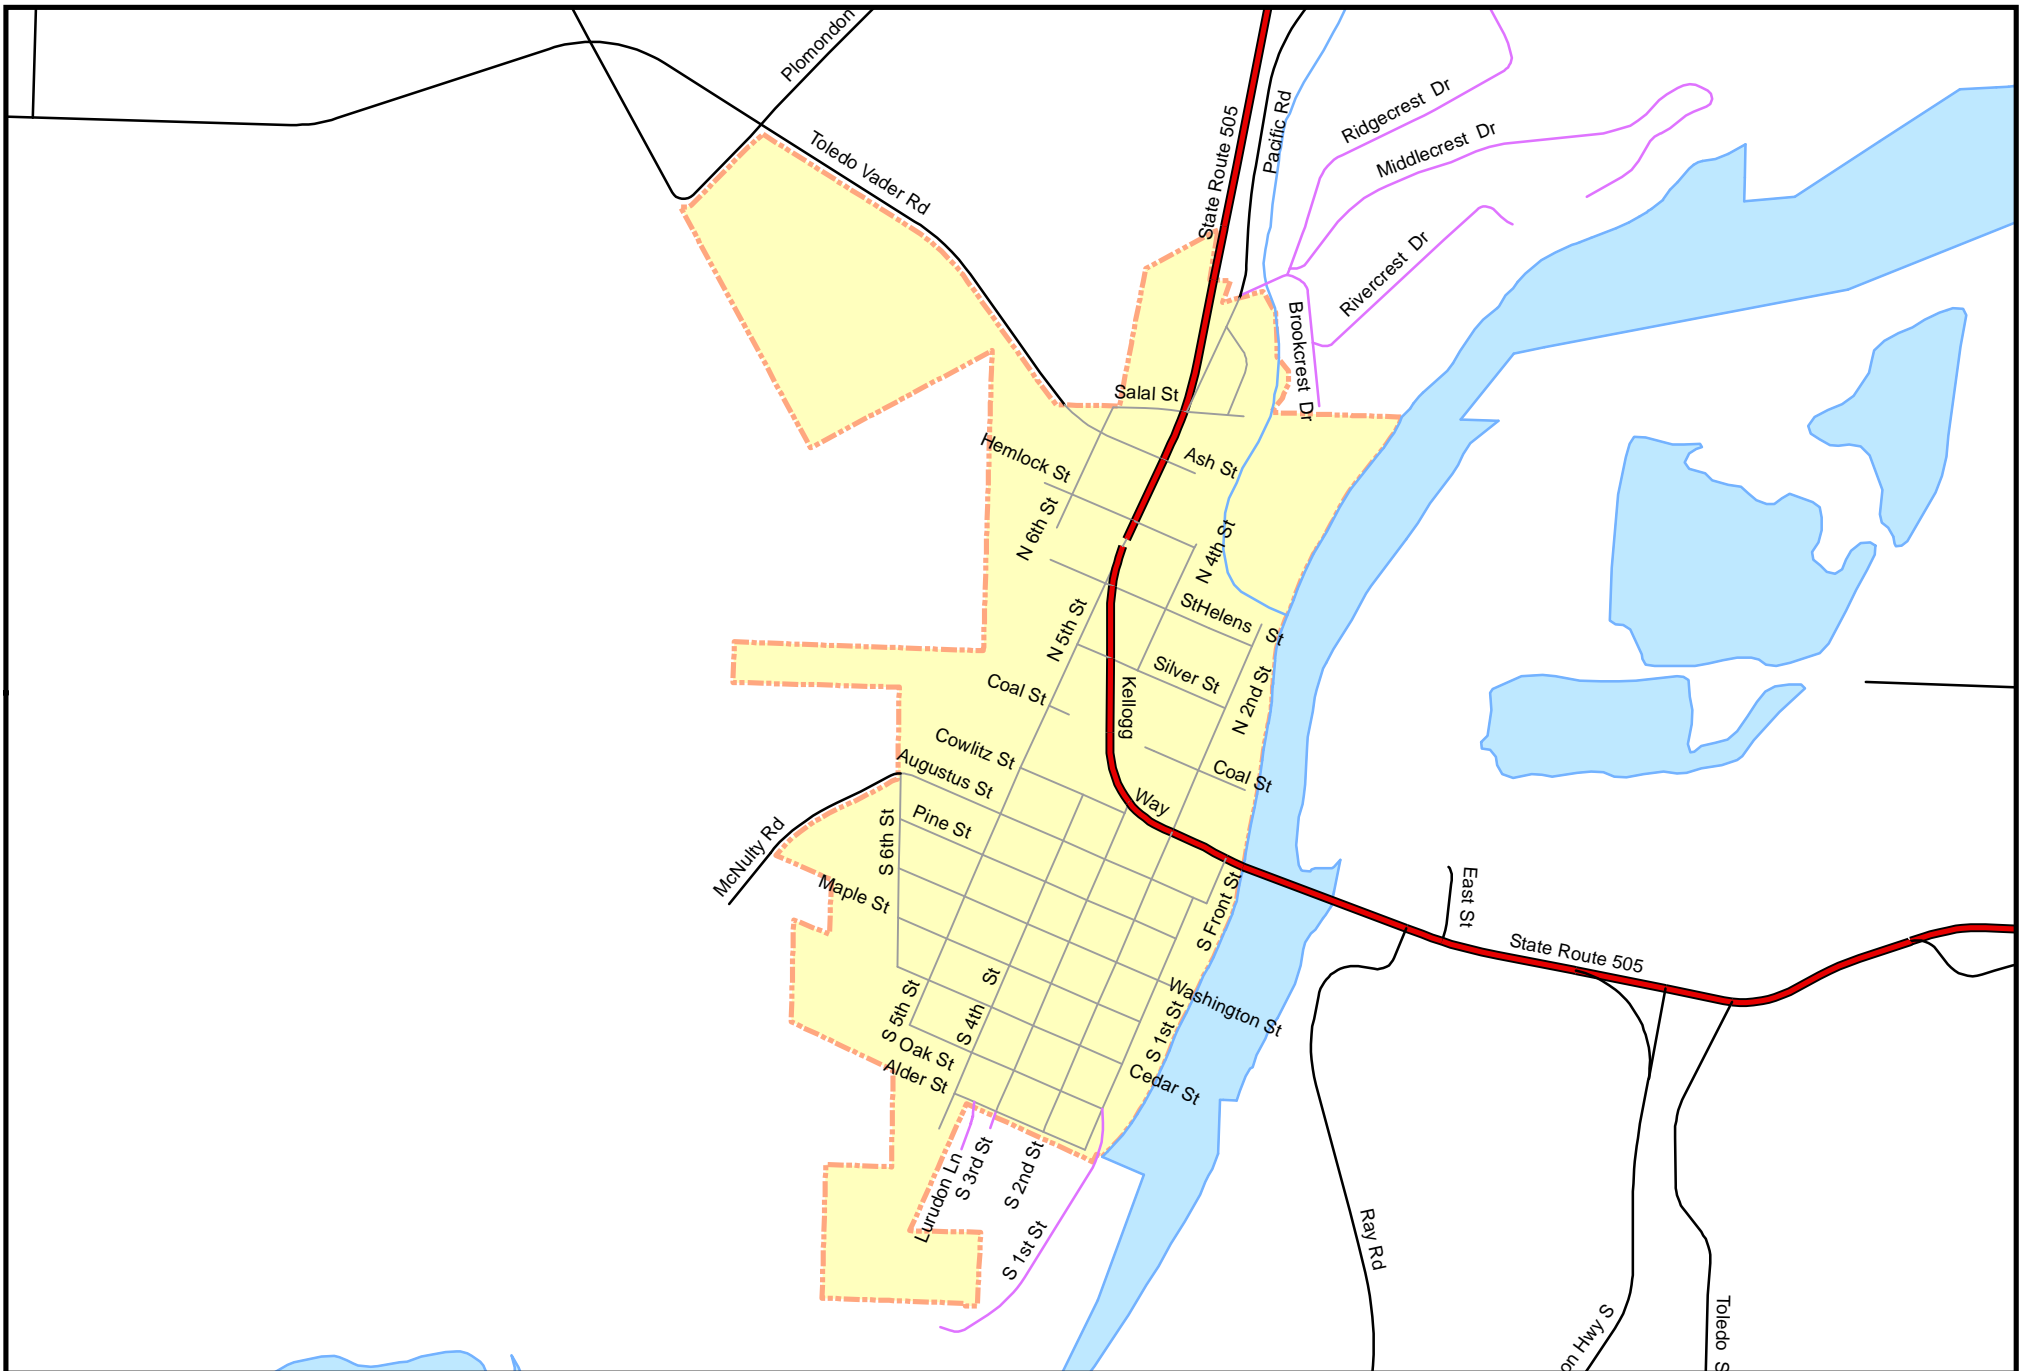 Plomondon
Toledo Vader Rd
State Route 505
Pacific Rd
Ridgecrest Dr
Middlecrest Dr
Rivercrest Dr
Brookcrest Dr
Salal St
Hemlock St
Ash St
N 6th St
N 4th St
StHelens St
N 5th St
Silver St
Coal St
Kellogg
N 2nd St
Cowlitz St
Augustus St
Coal St
Way
Pine St
S 6th St
McNulty Rd
Maple St
S Front St
East St
State Route 505
Washington St
S 5th St
S 4th St
S 1st St
Oak St
Alder St
Cedar St
Lurudon Ln
S 3rd St
S 2nd St
S 1st St
Ray Rd
on Hwy S
Toledo S